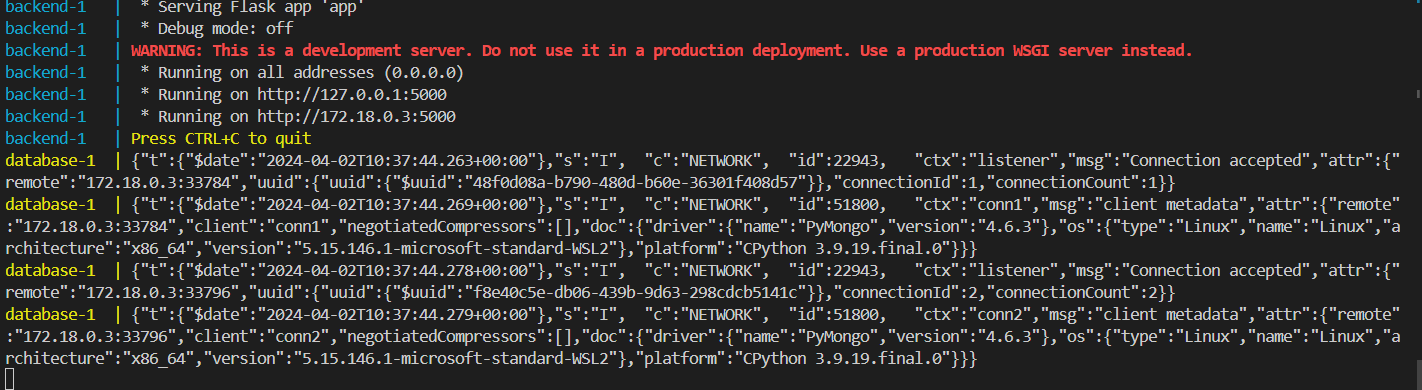 backend-1   |  * Serving Flask app 'app'
backend-1   |  * Debug mode: off
backend-1   | WARNING: This is a development server. Do not use it in a production deployment. Use a production WSGI server instead.
backend-1   |  * Running on all addresses (0.0.0.0)
backend-1   |  * Running on http://127.0.0.1:5000
backend-1   |  * Running on http://172.18.0.3:5000
backend-1   | Press CTRL+C to quit
database-1  | {"t":{"$date":"2024-04-02T10:37:44.263+00:00"},"s":"I",  "c":"NETWORK",  "id":22943,   "ctx":"listener","msg":"Connection accepted","attr":{"
remote":"172.18.0.3:33784","uuid":{"uuid":{"$uuid":"48f0d08a-b790-480d-b60e-36301f408d57"}},"connectionId":1,"connectionCount":1}}
database-1  | {"t":{"$date":"2024-04-02T10:37:44.269+00:00"},"s":"I",  "c":"NETWORK",  "id":51800,   "ctx":"conn1","msg":"client metadata","attr":{"remote"
:"172.18.0.3:33784","client":"conn1","negotiatedCompressors":[],"doc":{"driver":{"name":"PyMongo","version":"4.6.3"},"os":{"type":"Linux","name":"Linux","a
rchitecture":"x86_64","version":"5.15.146.1-microsoft-standard-WSL2"},"platform":"CPython 3.9.19.final.0"}}}
database-1  | {"t":{"$date":"2024-04-02T10:37:44.278+00:00"},"s":"I",  "c":"NETWORK",  "id":22943,   "ctx":"listener","msg":"Connection accepted","attr":{"
remote":"172.18.0.3:33796","uuid":{"uuid":{"$uuid":"f8e40c5e-db06-439b-9d63-298cdcb5141c"}},"connectionId":2,"connectionCount":2}}
database-1  | {"t":{"$date":"2024-04-02T10:37:44.279+00:00"},"s":"I",  "c":"NETWORK",  "id":51800,   "ctx":"conn2","msg":"client metadata","attr":{"remote"
:"172.18.0.3:33796","client":"conn2","negotiatedCompressors":[],"doc":{"driver":{"name":"PyMongo","version":"4.6.3"},"os":{"type":"Linux","name":"Linux","a
rchitecture":"x86_64","version":"5.15.146.1-microsoft-standard-WSL2"},"platform":"CPython 3.9.19.final.0"}}}